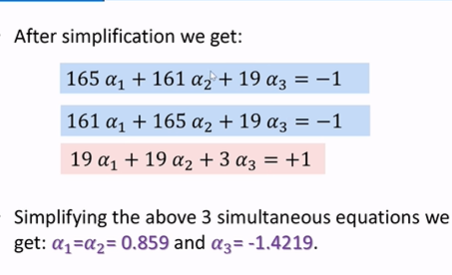 After simplification we get:
165 α₁ + 161 α₂ + 19 α₃ = −1
161 α₁ + 165 α₂ + 19 α₃ = −1
19 α₁ + 19 α₂ + 3 α₃ = +1
Simplifying the above 3 simultaneous equations we
get: α₁=α₂= 0.859 and α₃= -1.4219.